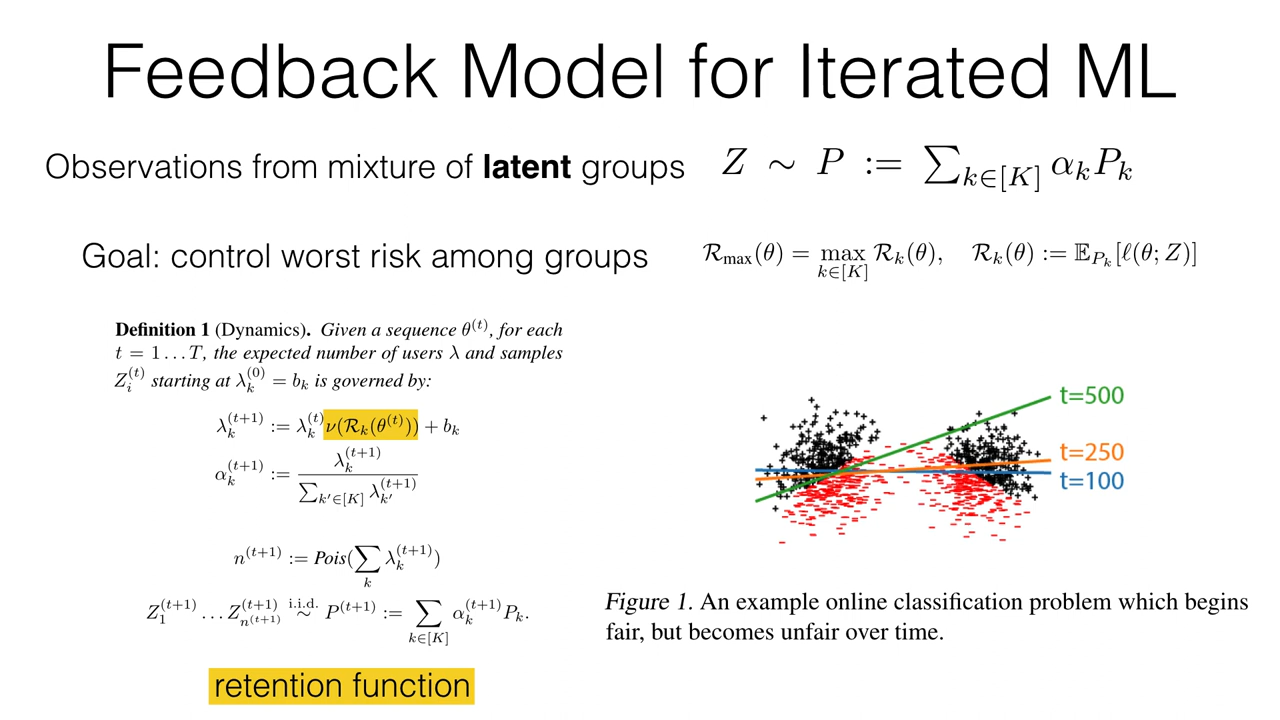 Feedback Model for Iterated ML
Observations from mixture of latent groups Z ∼ P := ∑_{k∈[K]} α_k P_k
Goal: control worst risk among groups R_max(θ) = max_{k∈[K]} R_k(θ), R_k(θ) := 𝔼_{P_k}[ℓ(θ; Z)]
Definition 1 (Dynamics). Given a sequence θ^{(t)}, for each
t = 1 … T, the expected number of users λ and samples
Z_i^{(t)} starting at λ_k^{(0)} = b_k is governed by:
λ_k^{(t+1)} := λ_k^{(t)} ν(R_k(θ^{(t)})) + b_k
α_k^{(t+1)} := λ_k^{(t+1)} / ∑_{k'∈[K]} λ_{k'}^{(t+1)}
n^{(t+1)} := Pois(∑_k λ_k^{(t+1)})
Z_1^{(t+1)} … Z_{n^{(t+1)}}^{(t+1)} i.i.d. ∼ P^{(t+1)} := ∑_{k∈[K]} α_k^{(t+1)} P_k.
retention function
t=500
t=250
t=100
Figure 1. An example online classification problem which begins
fair, but becomes unfair over time.